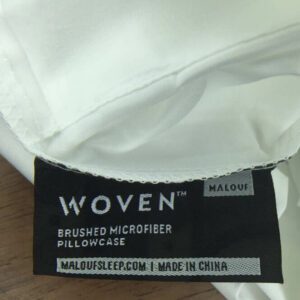 MALOUF
WOVEN™
BRUSHED MICROFIBER
PILLOWCASE
MALOUFSLEEP.COM | MADE IN CHINA